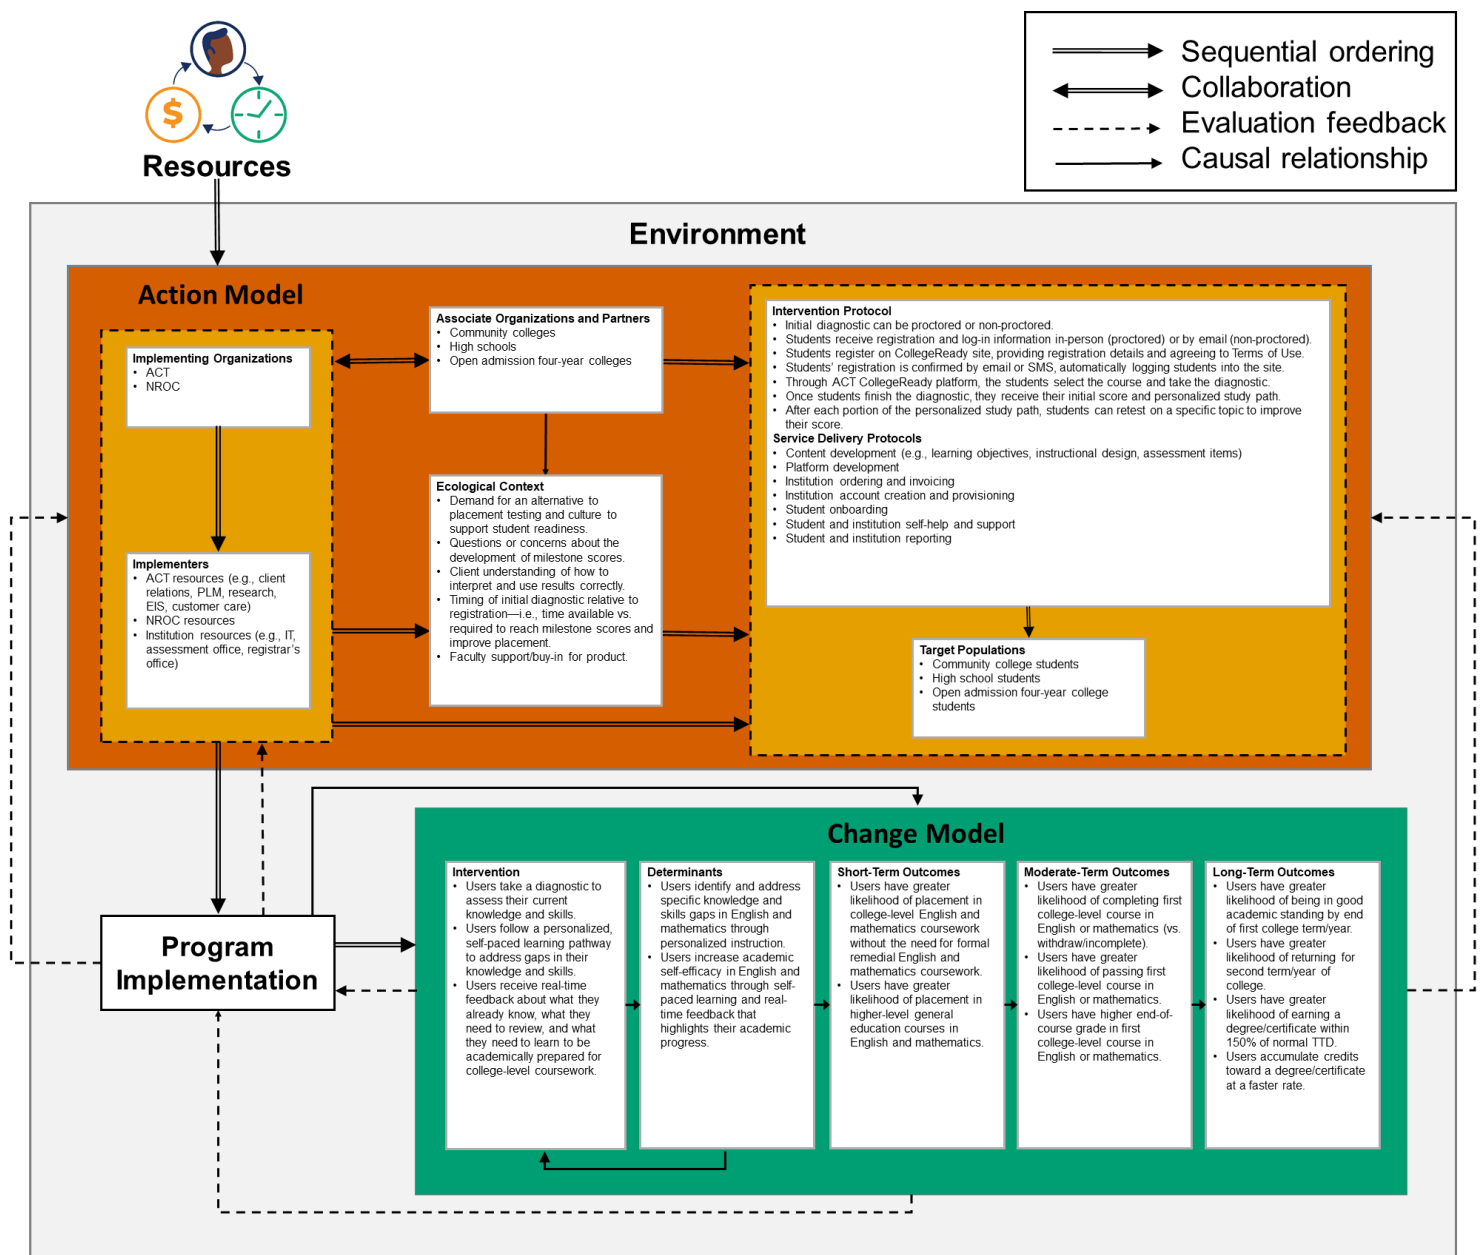 $
Resources
Sequential ordering
Collaboration
Evaluation feedback
Causal relationship
Environment
Action Model
Implementing Organizations
• ACT
• NROC
Implementers
• ACT resources (e.g., client
relations, PLM, research,
EIS, customer care)
• NROC resources
• Institution resources (e.g., IT,
assessment office, registrar's
office)
Associate Organizations and Partners
• Community colleges
• High schools
• Open admission four-year colleges
Ecological Context
• Demand for an alternative to
placement testing and culture to
support student readiness.
• Questions or concerns about the
development of milestone scores.
• Client understanding of how to
interpret and use results correctly.
• Timing of initial diagnostic relative to
registration—i.e., time available vs.
required to reach milestone scores and
improve placement.
• Faculty support/buy-in for product.
Intervention Protocol
• Initial diagnostic can be proctored or non-proctored.
• Students receive registration and log-in information in-person (proctored) or by email (non-proctored).
• Students register on CollegeReady site, providing registration details and agreeing to Terms of Use.
• Students' registration is confirmed by email or SMS, automatically logging students into the site.
• Through ACT CollegeReady platform, the students select the course and take the diagnostic.
• Once students finish the diagnostic, they receive their initial score and personalized study path.
• After each portion of the personalized study path, students can retest on a specific topic to improve
their score.
Service Delivery Protocols
• Content development (e.g., learning objectives, instructional design, assessment items)
• Platform development
• Institution ordering and invoicing
• Institution account creation and provisioning
• Student onboarding
• Student and institution self-help and support
• Student and institution reporting
Target Populations
• Community college students
• High school students
• Open admission four-year college
students
Program
Implementation
Change Model
Intervention
• Users take a diagnostic to
assess their current
knowledge and skills.
• Users follow a personalized,
self-paced learning pathway
to address gaps in their
knowledge and skills.
• Users receive real-time
feedback about what they
already know, what they
need to review, and what
they need to learn to be
academically prepared for
college-level coursework.
Determinants
• Users identify and address
specific knowledge and
skills gaps in English and
mathematics through
personalized instruction.
• Users increase academic
self-efficacy in English and
mathematics through self-
paced learning and real-
time feedback that
highlights their academic
progress.
Short-Term Outcomes
• Users have greater
likelihood of placement in
college-level English and
mathematics coursework
without the need for formal
remedial English and
mathematics coursework.
• Users have greater
likelihood of placement in
higher-level general
education courses in
English and mathematics.
Moderate-Term Outcomes
• Users have greater
likelihood of completing first
college-level course in
English or mathematics (vs.
withdraw/incomplete).
• Users have greater
likelihood of passing first
college-level course in
English or mathematics.
• Users have higher end-of-
course grade in first
college-level course in
English or mathematics.
Long-Term Outcomes
• Users have greater
likelihood of being in good
academic standing by end
of first college term/year.
• Users have greater
likelihood of returning for
second term/year of
college.
• Users have greater
likelihood of earning a
degree/certificate within
150% of normal TTD.
• Users accumulate credits
toward a degree/certificate
at a faster rate.